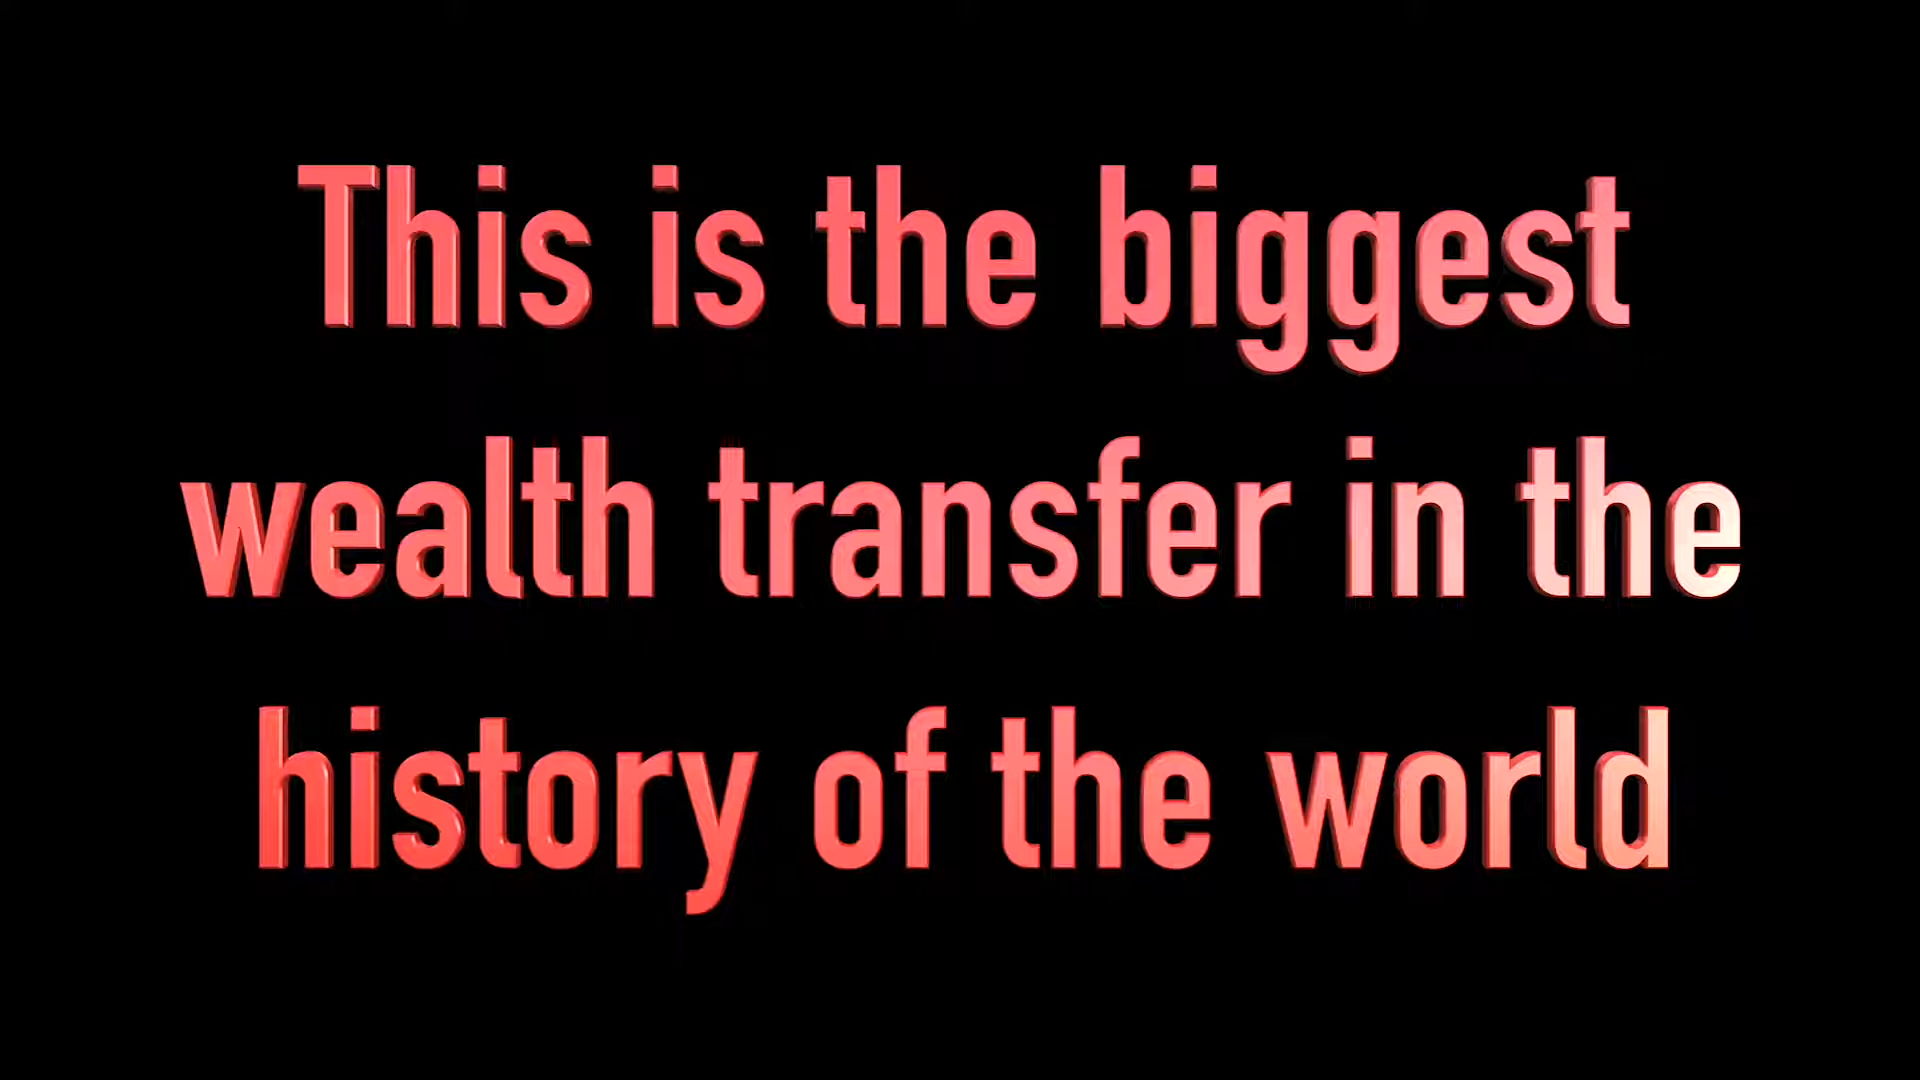 This is the biggest
wealth transfer in the
history of the world